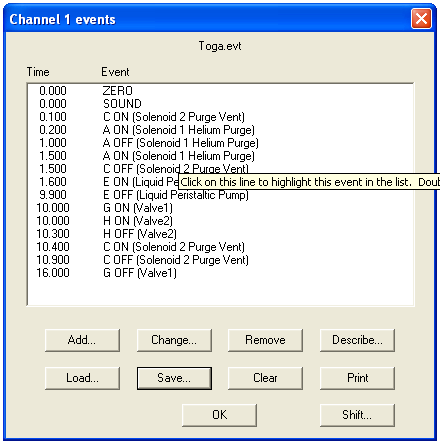 Channel 1 events
Toga.evt
Time Event
0.000 ZERO
0.000 SOUND
0.100 C ON (Solenoid 2 Purge Vent)
0.200 A ON (Solenoid 1 Helium Purge)
1.000 A OFF (Solenoid 1 Helium Purge)
1.500 A ON (Solenoid 1 Helium Purge)
1.500 C OFF (Solenoid 2 Purge Vent)
1.600 E ON (Liquid Pe Click on this line to highlight this event in the list. Doub
9.900 E OFF (Liquid Peristaltic Pump)
10.000 G ON (Valve1)
10.000 H ON (Valve2)
10.300 H OFF (Valve2)
10.400 C ON (Solenoid 2 Purge Vent)
10.900 C OFF (Solenoid 2 Purge Vent)
16.000 G OFF (Valve1)
Add... Change... Remove Describe...
Load... Save... Clear Print
OK Shift...